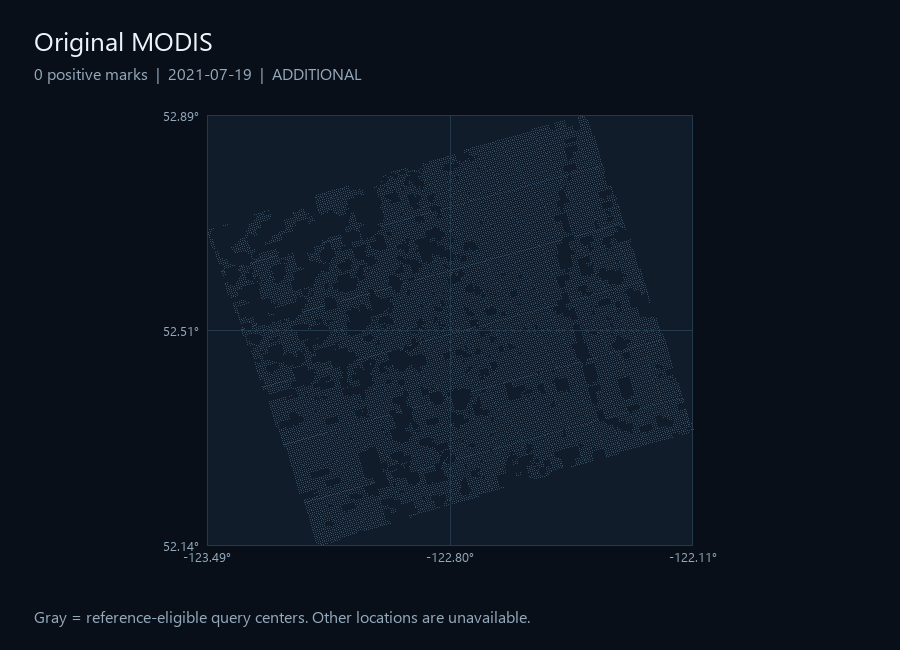 Original MODIS
0 positive marks | 2021-07-19 | ADDITIONAL
52.89°
52.51°
52.14°
-123.49° -122.80° -122.11°
Gray = reference-eligible query centers. Other locations are unavailable.